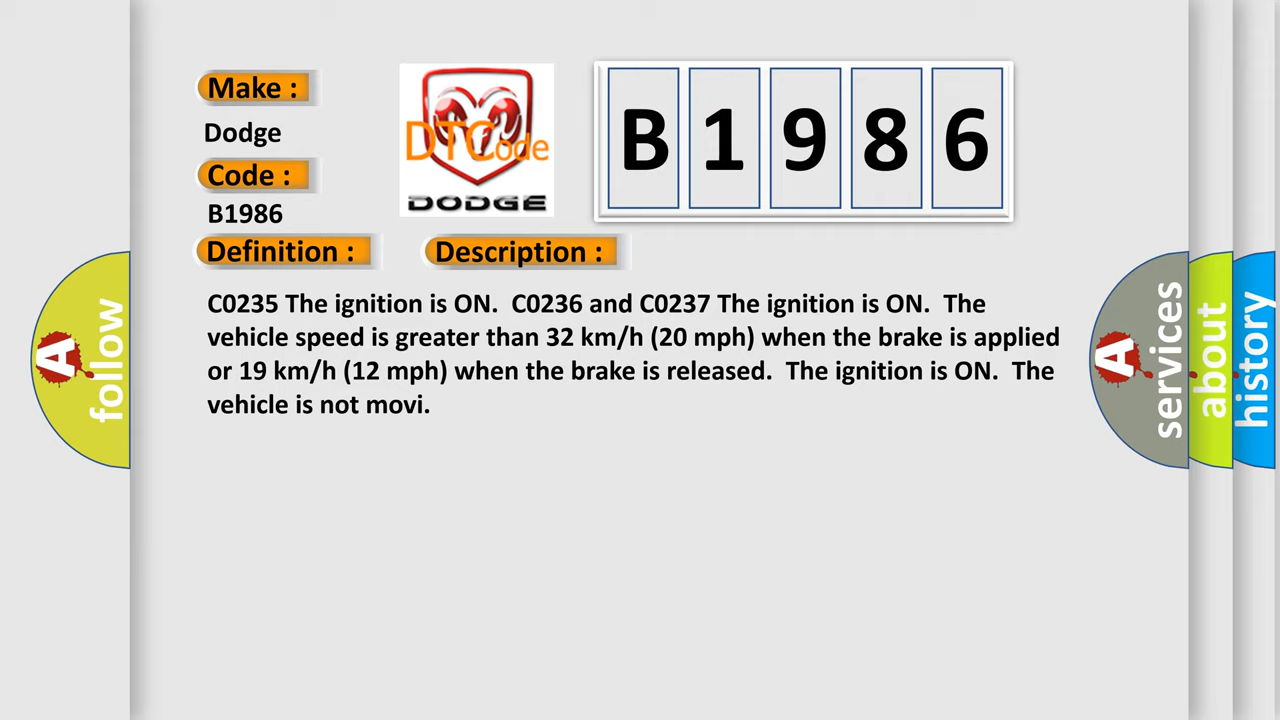 Make :
Dodge
Code :
B1986
DTCode
DODGE
B 1 9 8 6
Definition :
Description :
C0235 The ignition is ON.  C0236 and C0237 The ignition is ON.  The
vehicle speed is greater than 32 km/h (20 mph) when the brake is applied
or 19 km/h (12 mph) when the brake is released.  The ignition is ON.  The
vehicle is not movi.
A
follow
A
services
about
history